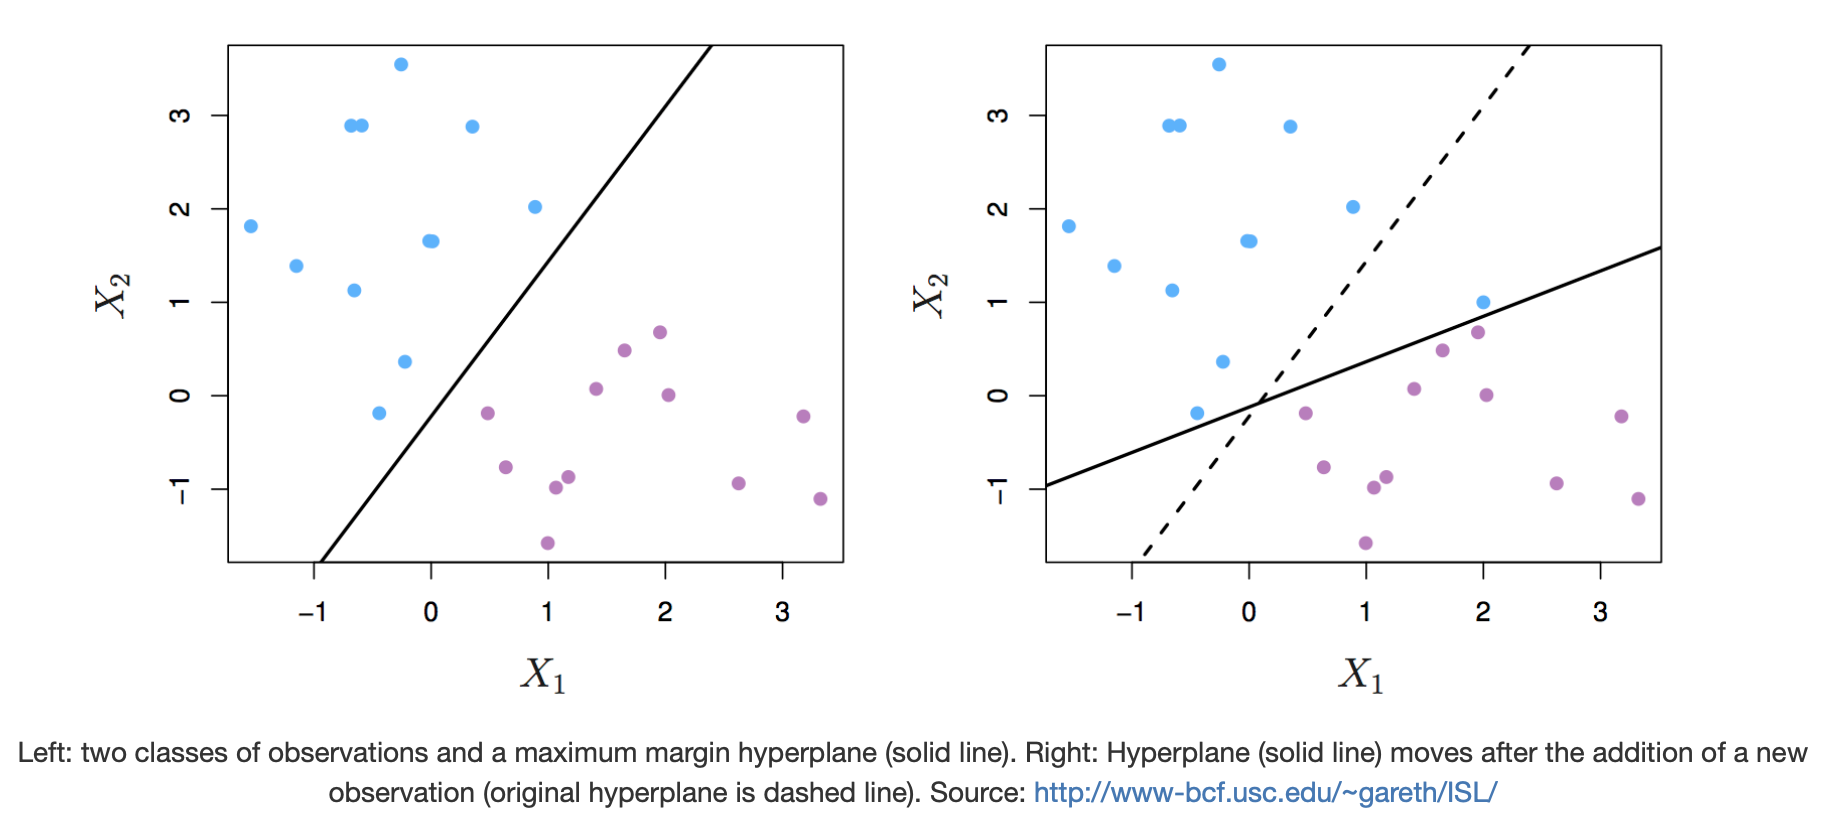 3
2
1
0
−1
X2
−1 0 1 2 3
X1
3
2
1
0
−1
X2
−1 0 1 2 3
X1
Left: two classes of observations and a maximum margin hyperplane (solid line). Right: Hyperplane (solid line) moves after the addition of a new
observation (original hyperplane is dashed line). Source: http://www-bcf.usc.edu/~gareth/ISL/